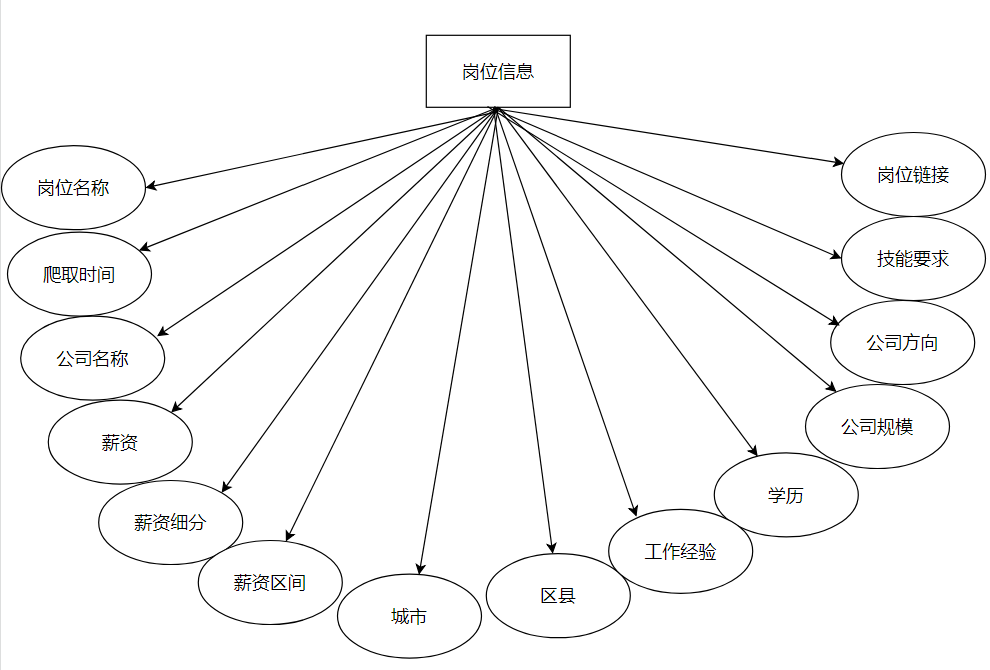 岗位信息
岗位名称
岗位链接
爬取时间
技能要求
公司名称
公司方向
薪资
公司规模
薪资细分
学历
薪资区间
工作经验
城市
区县